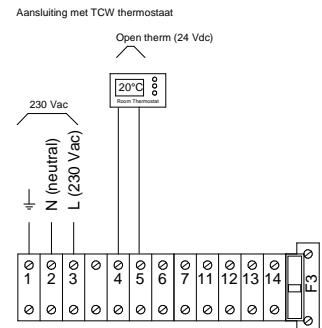 Aansluiting met TCW thermostaat
Open therm (24 Vdc)
20°C
Room Thermostat
230 Vac
N (neutral)
L (230 Vac)
1 2 3 4 5 6 7 11 12 13 14
F3